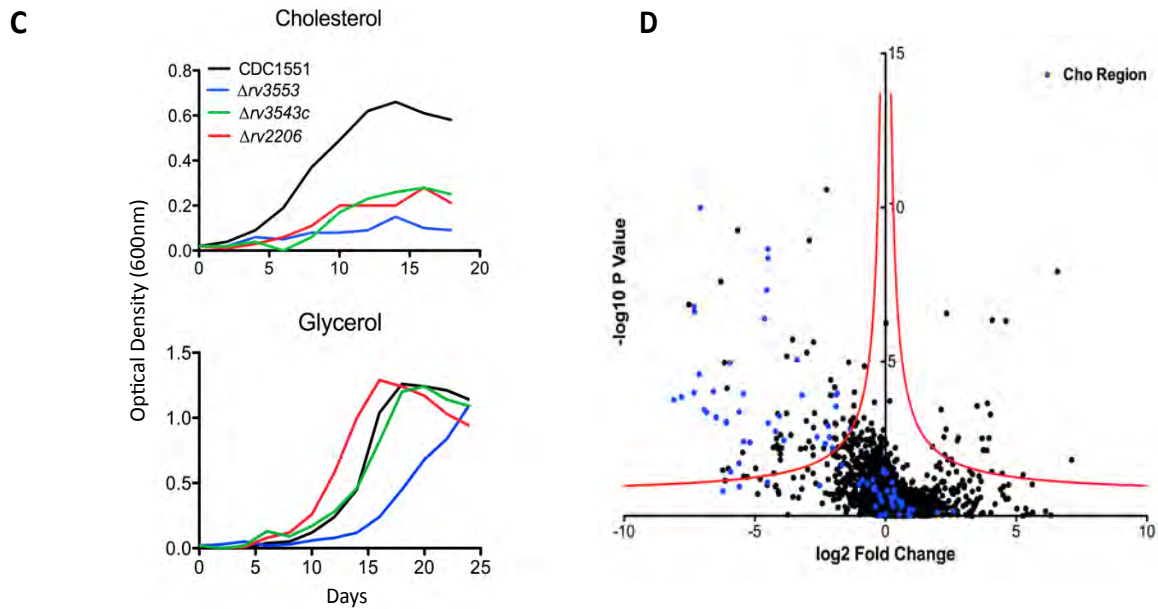 C
Cholesterol
0.8
0.6
0.4
0.2
0.0
CDC1551
Δrv3553
Δrv3543c
Δrv2206
0 5 10 15 20
Glycerol
1.5
1.0
0.5
0.0
0 5 10 15 20 25
Days
Optical Density (600nm)
D
15
10
5
Cho Region
-log10 P Value
-10 -5 0 5 10
log2 Fold Change